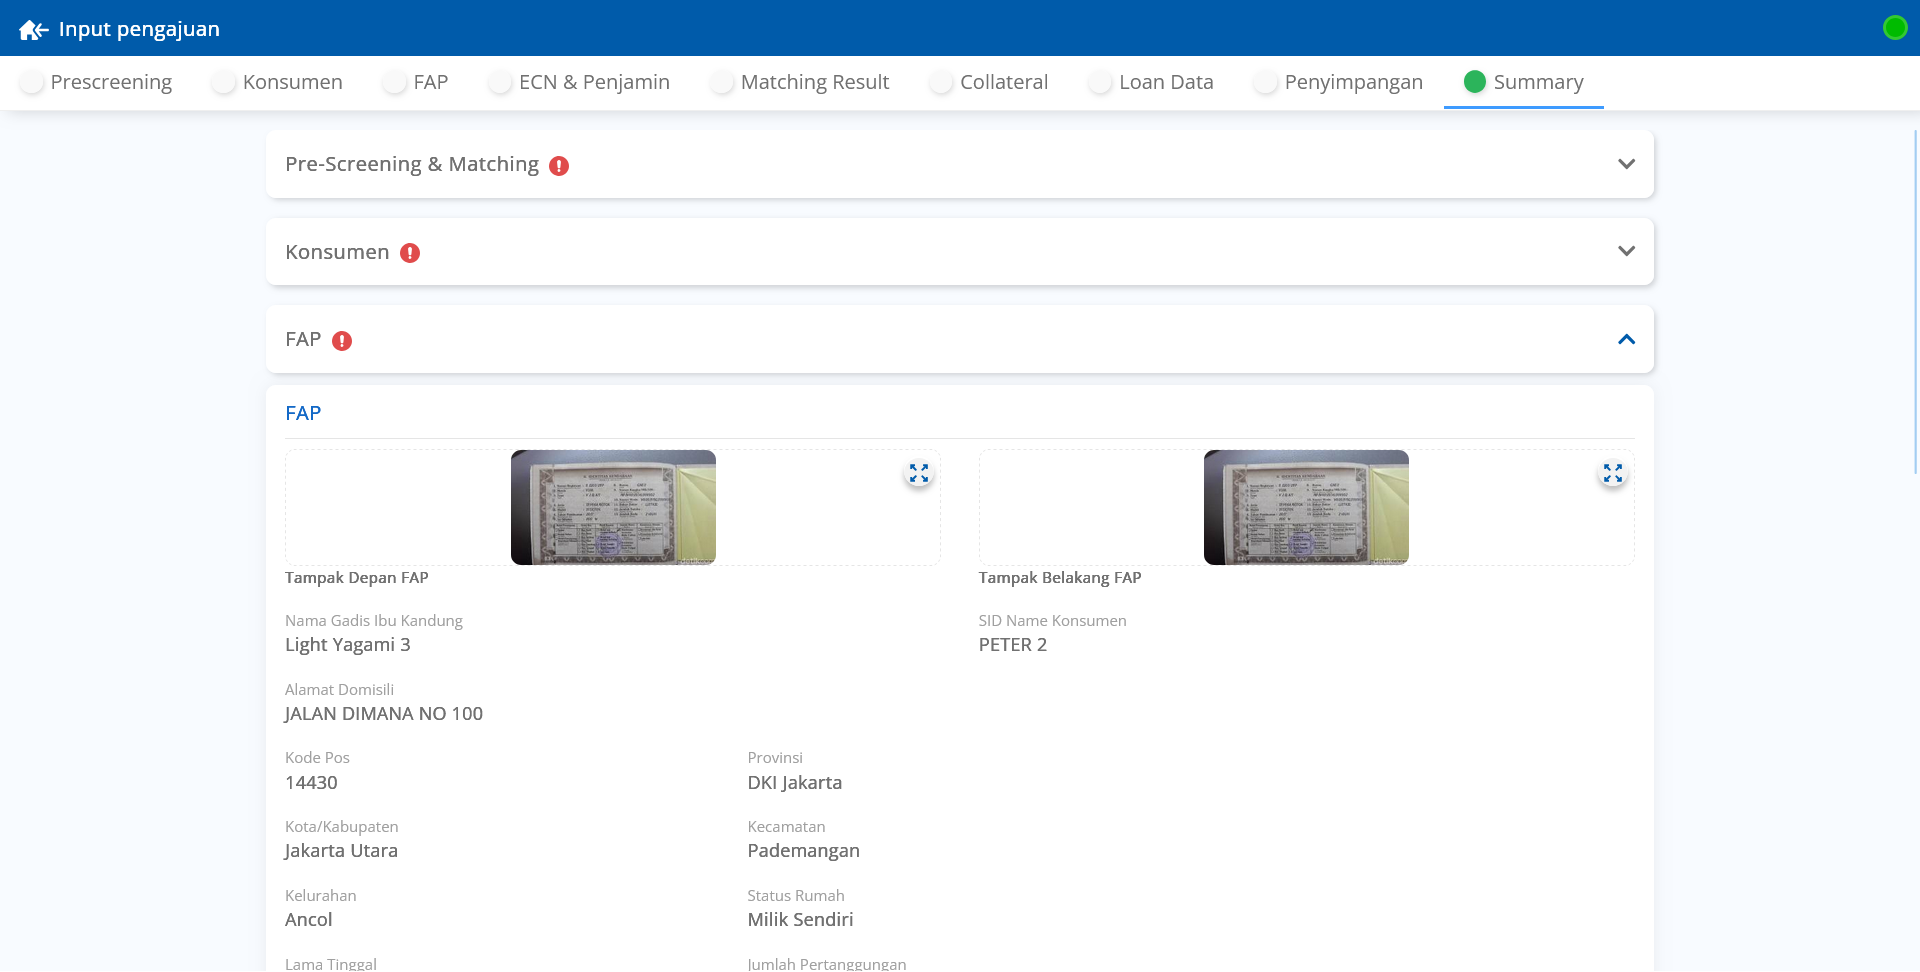 Input pengajuan
Prescreening
Konsumen
FAP
ECN & Penjamin
Matching Result
Collateral
Loan Data
Penyimpangan
Summary
Pre-Screening & Matching
Konsumen
FAP
FAP
Tampak Depan FAP
Tampak Belakang FAP
Nama Gadis Ibu Kandung
Light Yagami 3
SID Name Konsumen
PETER 2
Alamat Domisili
JALAN DIMANA NO 100
Kode Pos
14430
Provinsi
DKI Jakarta
Kota/Kabupaten
Jakarta Utara
Kecamatan
Pademangan
Kelurahan
Ancol
Status Rumah
Milik Sendiri
Lama Tinggal
Jumlah Pertanggungan